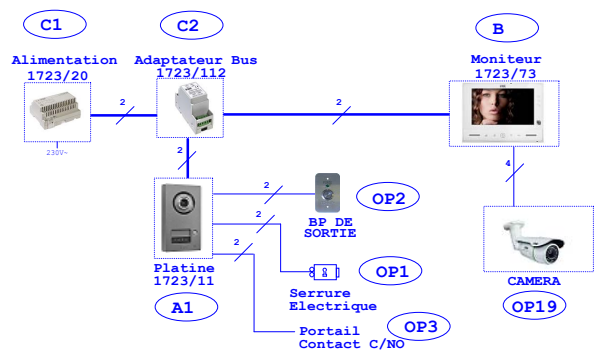 C1
C2
B
Alimentation
1723/20
Adaptateur Bus
1723/112
Moniteur
1723/73
2
2
230V~
2
4
2
OP2
BP DE
SORTIE
2
2
Platine
1723/11
OP1
Serrure
Electrique
CAMERA
A1
OP19
OP3
Portail
Contact C/NO